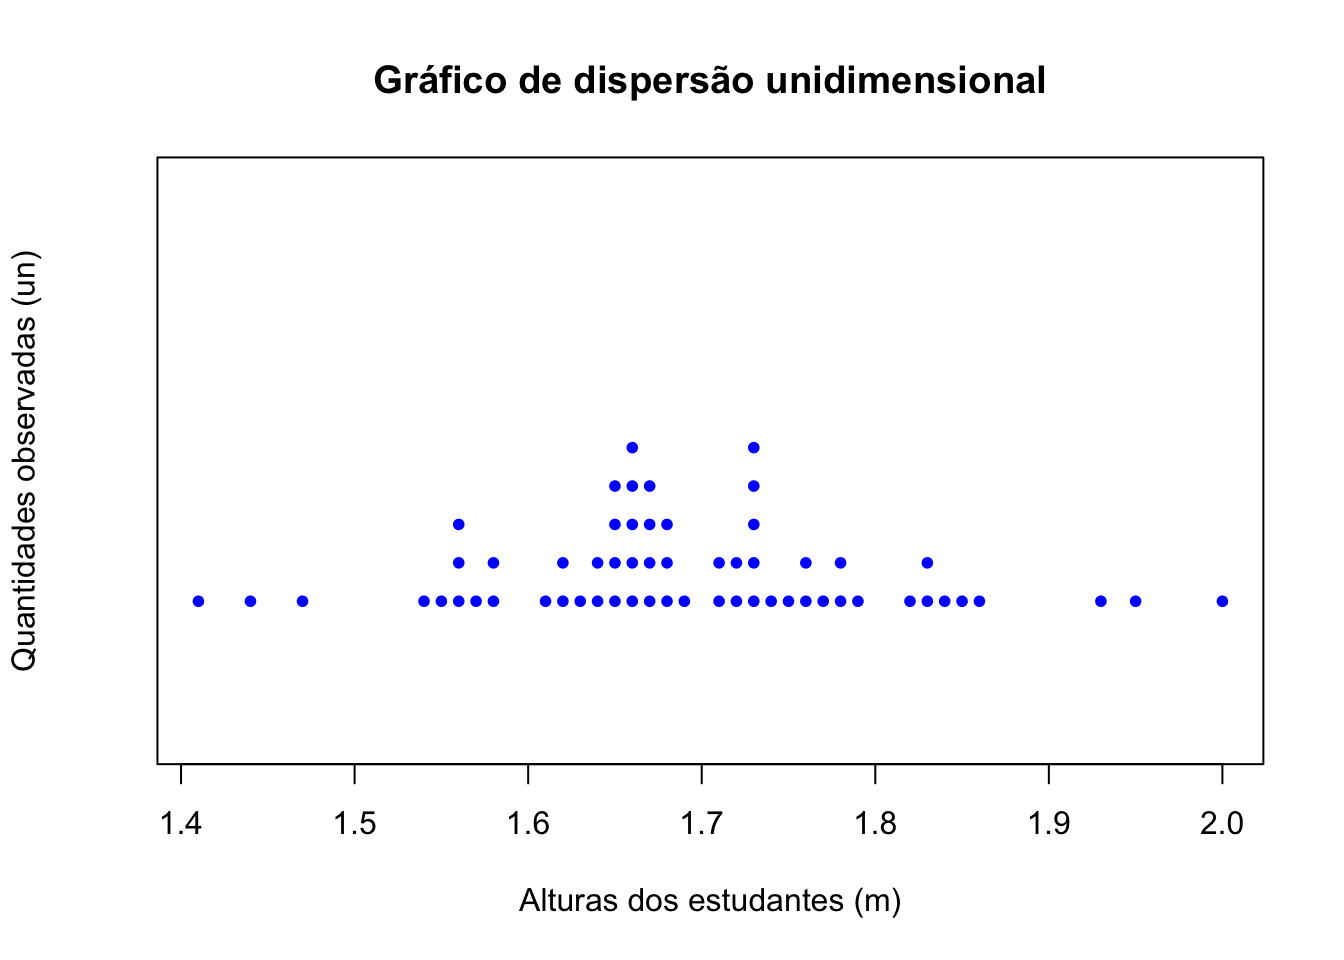 Gráfico de dispersão unidimensional
Quantidades observadas (un)
1.4 1.5 1.6 1.7 1.8 1.9 2.0
Alturas dos estudantes (m)